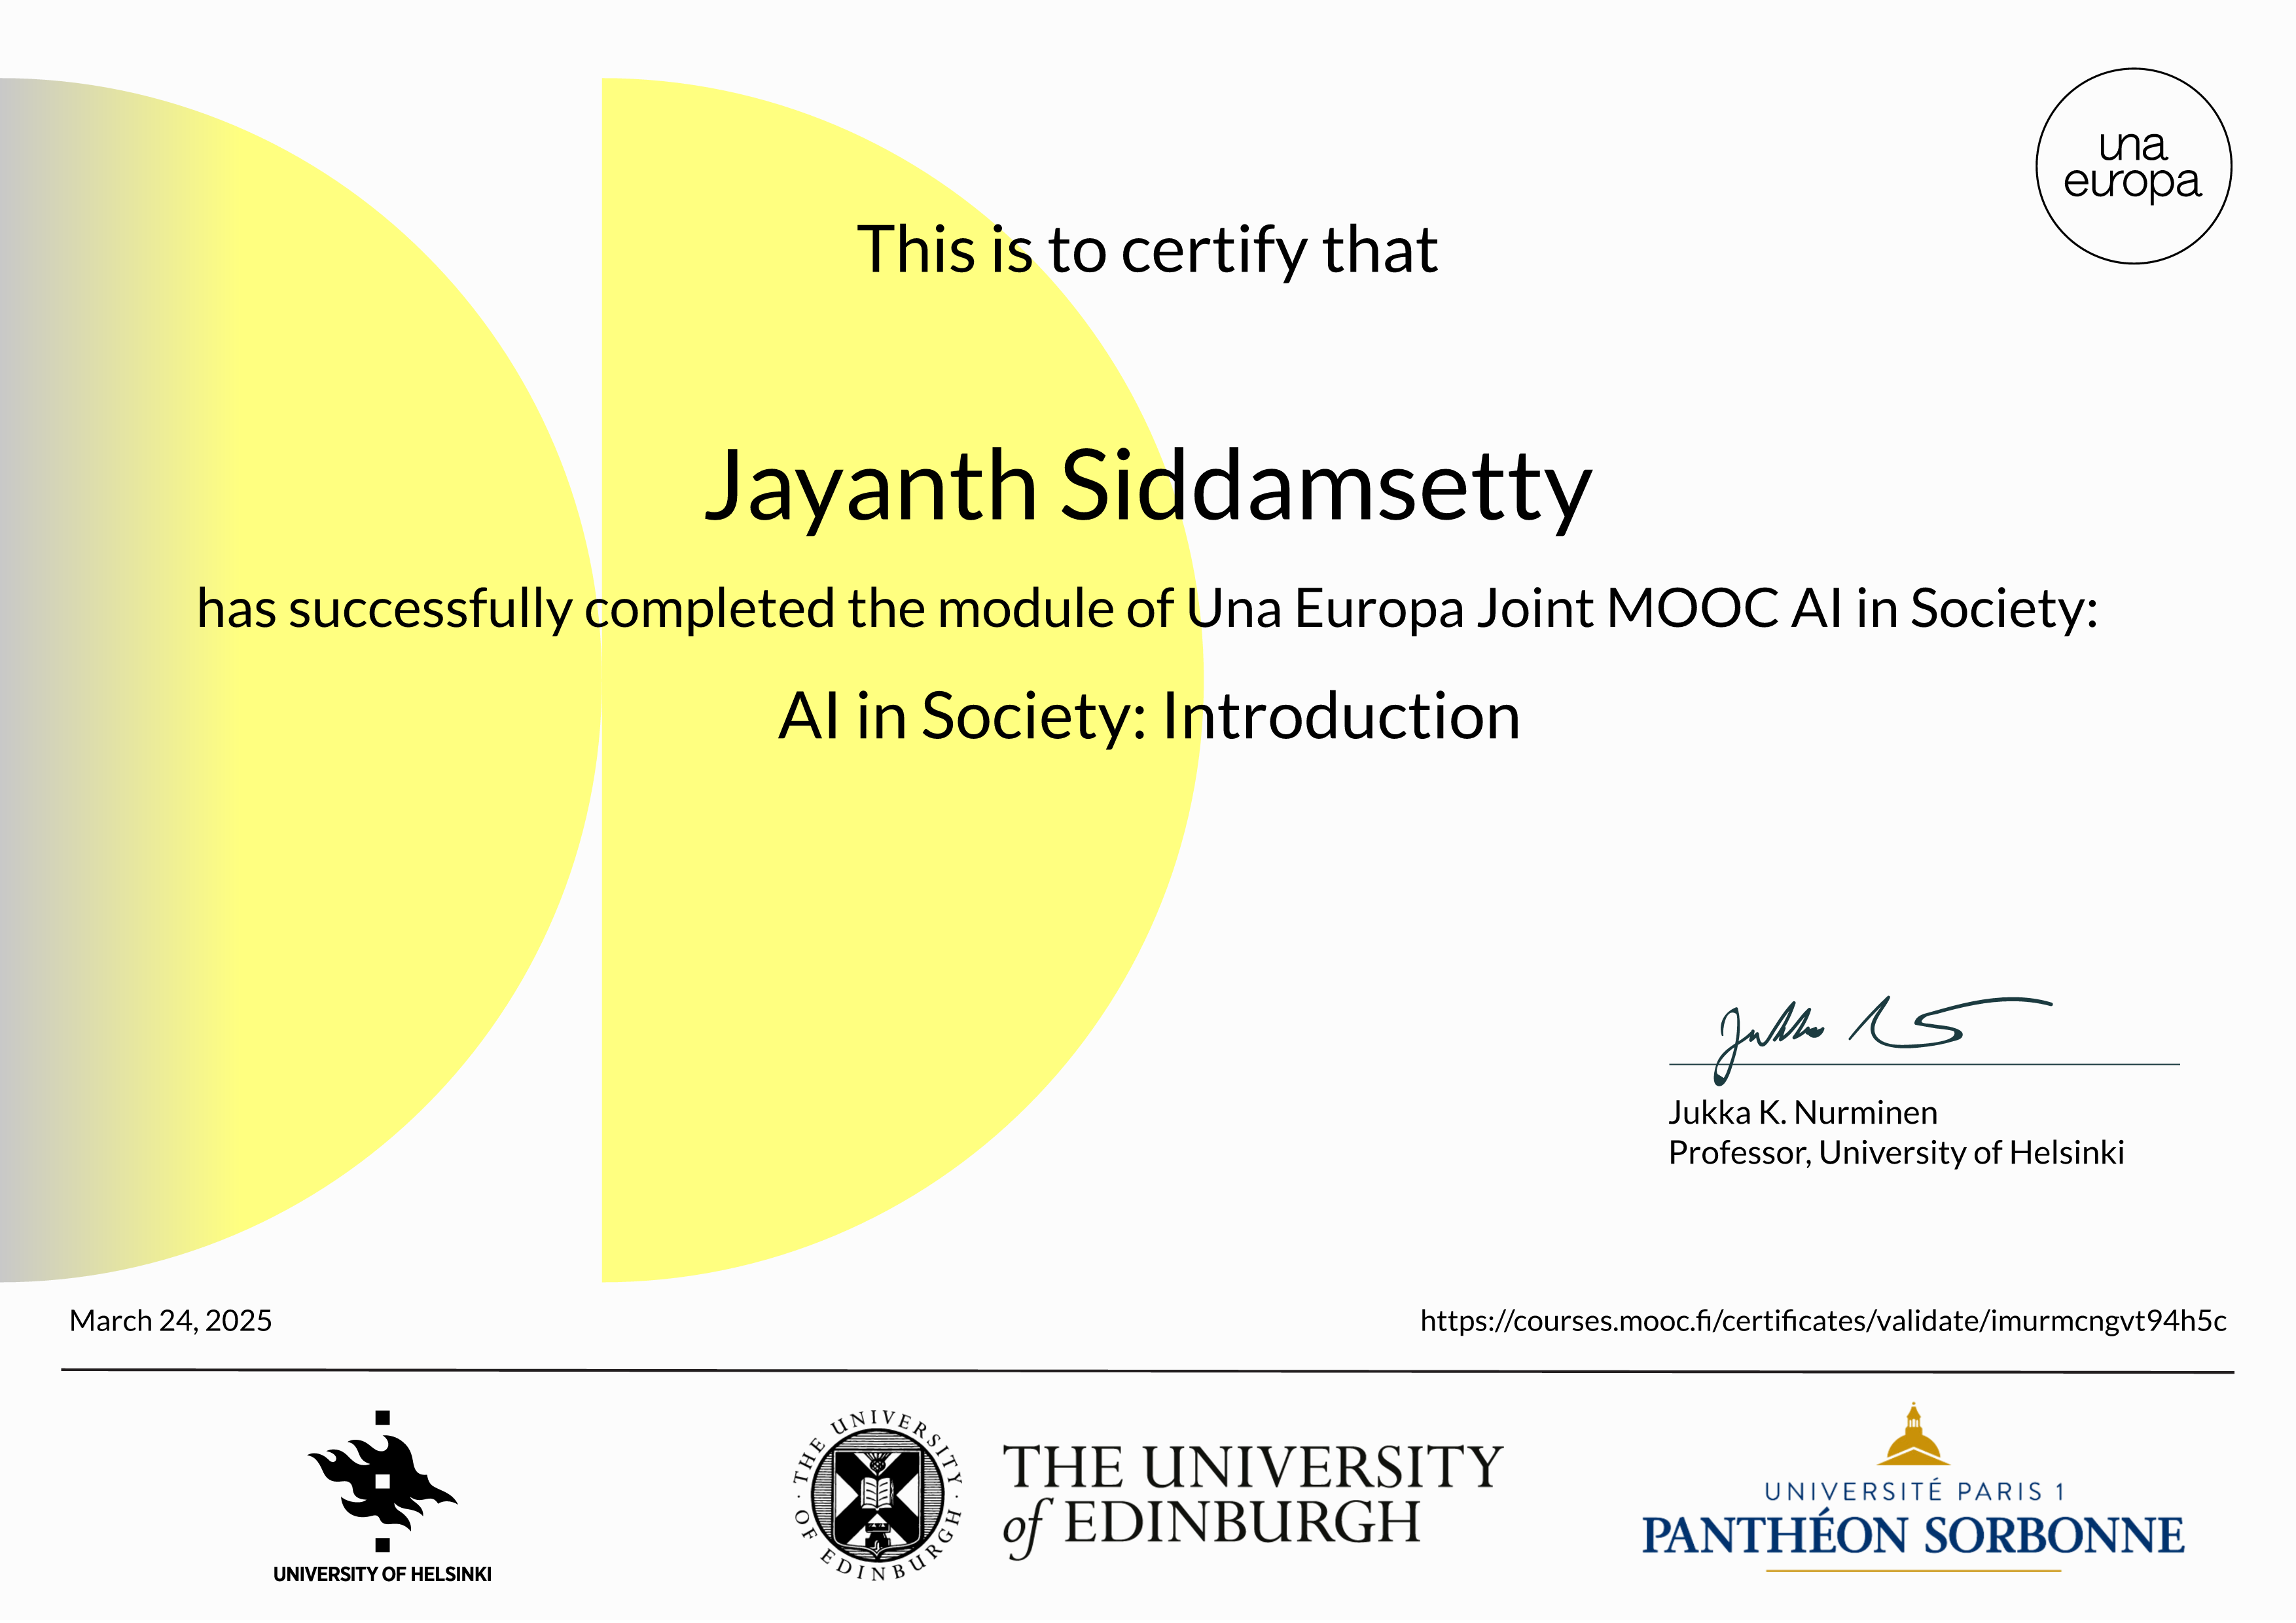 una
europa
This is to certify that
Jayanth Siddamsetty
has successfully completed the module of Una Europa Joint MOOC AI in Society:
AI in Society: Introduction
Jukka K. Nurminen
Professor, University of Helsinki
March 24, 2025
https://courses.mooc.fi/certificates/validate/imurmcngvt94h5c
UNIVERSITY OF HELSINKI
· THE UNIVERSITY · OF EDINBURGH
THE UNIVERSITY
of EDINBURGH
UNIVERSITÉ PARIS 1
PANTHÉON SORBONNE